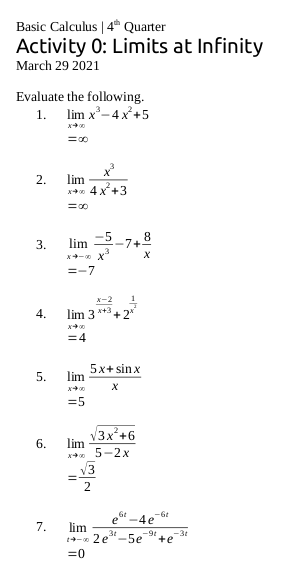 Basic Calculus | 4th Quarter
Activity 0: Limits at Infinity
March 29 2021
Evaluate the following.
1. lim x→∞ x³−4x²+5
=∞
2. lim x→∞ x³/(4x²+3)
=∞
3. lim x→−∞ −5/x³−7+8/x
=−7
4. lim x→∞ 3^((x−2)/(x+3))+2^(1/x)
=4
5. lim x→∞ (5x+sin x)/x
=5
6. lim x→∞ √(3x²+6)/(5−2x)
=√3/2
7. lim t→−∞ (e^(6t)−4e^(−6t))/(2e^(3t)−5e^(−9t)+e^(−3t))
=0